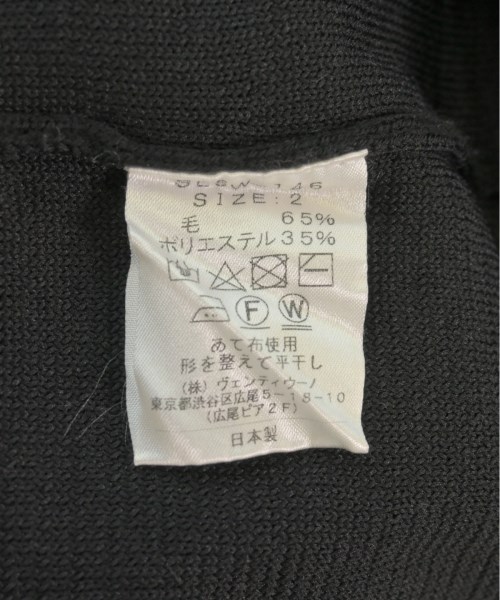 SIZE:2
毛 65%
ポリエステル35%
F W
あて布使用
形を整えて平干し
(株)ヴェンティウーノ
東京都渋谷区広尾5-18-10
(広尾ピア2F)
日本製